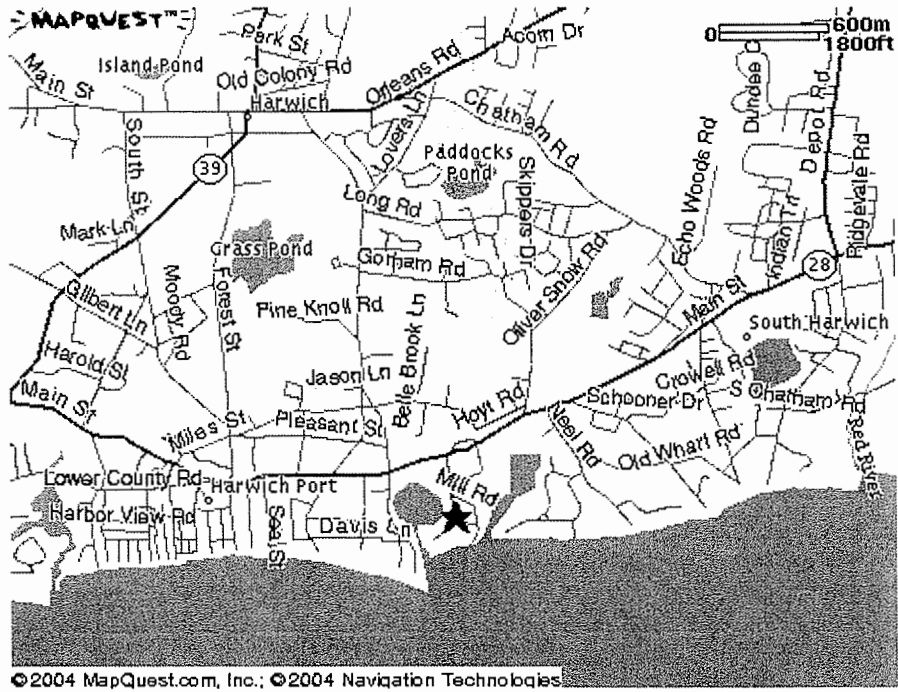 MAPQUEST™
0
600m
1800ft
Park St
Acorn Dr
Island Pond
Main St
Old Colony Rd
Orleans Rd
Harwich
Lovers Ln
Chatham Rd
Dundee C
Depot Rd
South St
39
Paddocks
Pond
Skippers Dr
Echo Woods Rd
Ridgevale Rd
Long Rd
Mark Ln
Grass Pond
Gorham Rd
Indian Ln
28
Gilbert Ln
Moody Rd
Forest St
Pine Knoll Rd
Oliver Snow Rd
Main St
South Harwich
Harold St
Jason Ln
Belle Brook Ln
Crowell Rd
Main St
Miles St
Pleasant St
Hoyt Rd
Schooner Dr
S Chatham Rd
Neel Rd
Old Wharf Rd
Red River
Lower County Rd
Harwich Port
Mill Rd
Harbor View Rd
Sea St
Davis Ln
©2004 MapQuest.com, Inc.; ©2004 Navigation Technologies